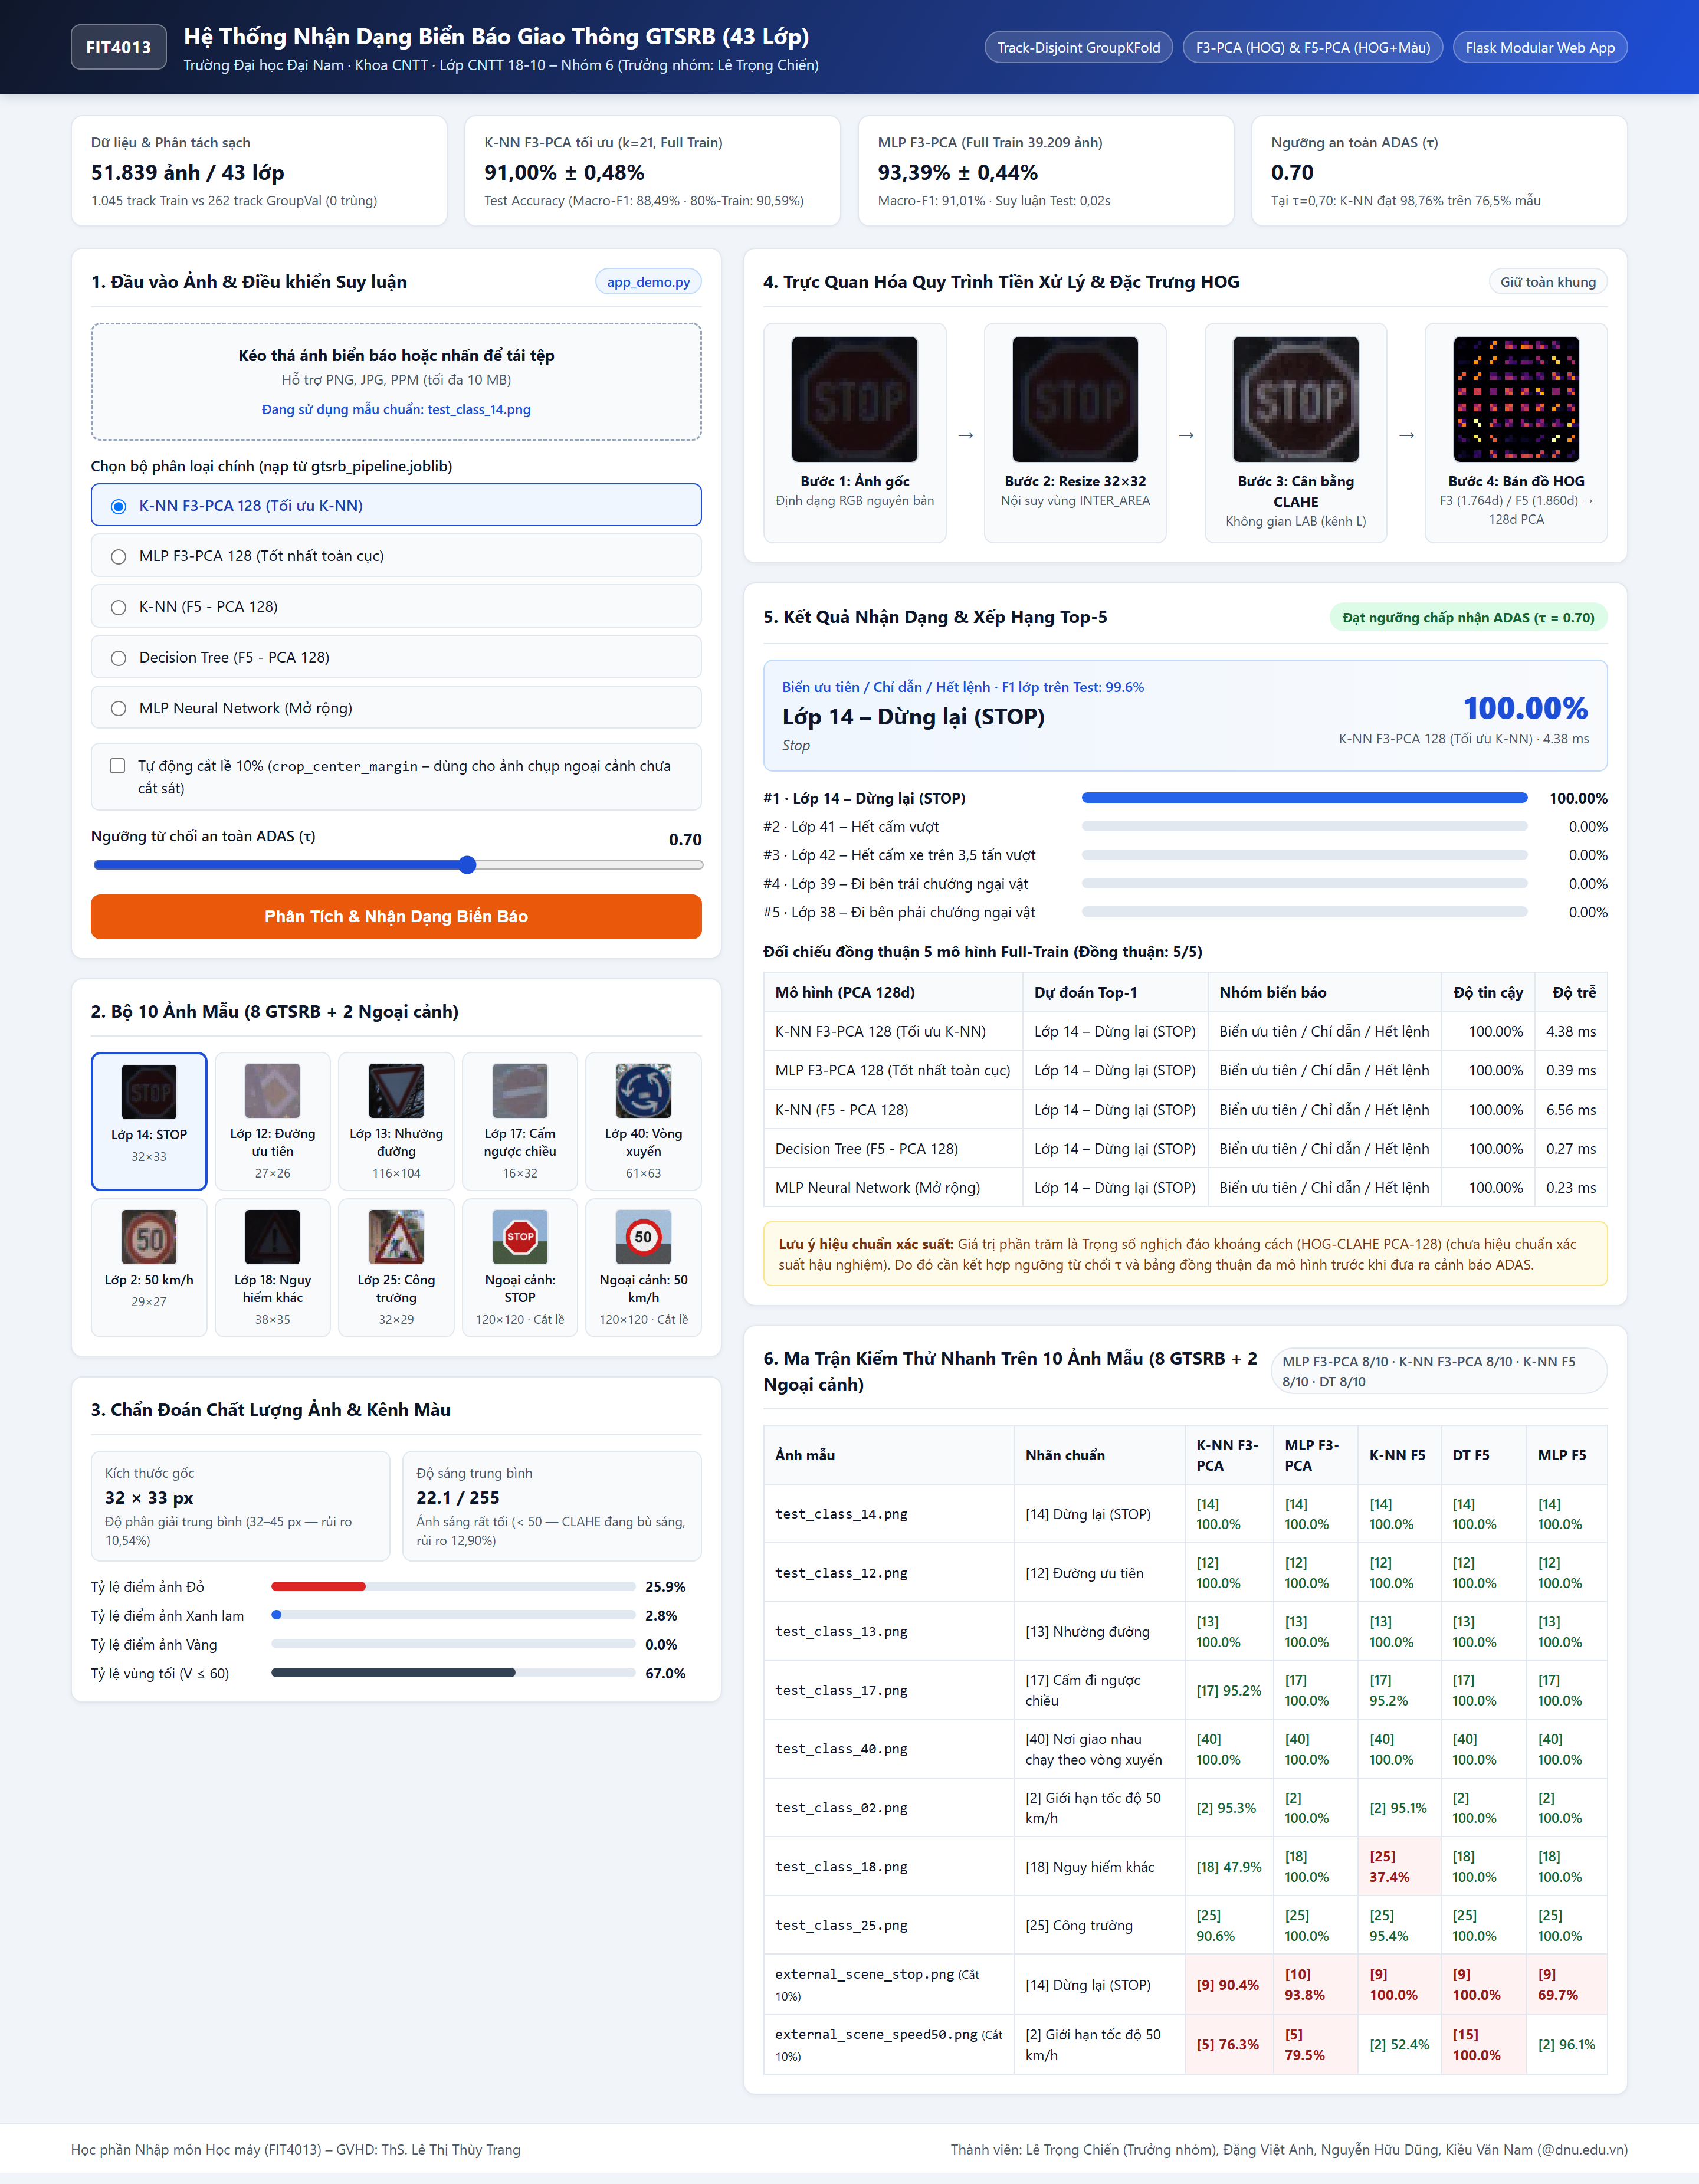 FIT4013
Hệ Thống Nhận Dạng Biển Báo Giao Thông GTSRB (43 Lớp)
Trường Đại học Đại Nam · Khoa CNTT · Lớp CNTT 18-10 – Nhóm 6 (Trưởng nhóm: Lê Trọng Chiến)
Track-Disjoint GroupKFold
F3-PCA (HOG) & F5-PCA (HOG+Màu)
Flask Modular Web App
Dữ liệu & Phân tách sạch
51.839 ảnh / 43 lớp
1.045 track Train vs 262 track GroupVal (0 trùng)
K-NN F3-PCA tối ưu (k=21, Full Train)
91,00% ± 0,48%
Test Accuracy (Macro-F1: 88,49% · 80%-Train: 90,59%)
MLP F3-PCA (Full Train 39.209 ảnh)
93,39% ± 0,44%
Macro-F1: 91,01% · Suy luận Test: 0,02s
Ngưỡng an toàn ADAS (τ)
0.70
Tại τ=0,70: K-NN đạt 98,76% trên 76,5% mẫu
1. Đầu vào Ảnh & Điều khiển Suy luận
app_demo.py
Kéo thả ảnh biển báo hoặc nhấn để tải tệp
Hỗ trợ PNG, JPG, PPM (tối đa 10 MB)
Đang sử dụng mẫu chuẩn: test_class_14.png
Chọn bộ phân loại chính (nạp từ gtsrb_pipeline.joblib)
K-NN F3-PCA 128 (Tối ưu K-NN)
MLP F3-PCA 128 (Tốt nhất toàn cục)
K-NN (F5 - PCA 128)
Decision Tree (F5 - PCA 128)
MLP Neural Network (Mở rộng)
Tự động cắt lề 10% (crop_center_margin – dùng cho ảnh chụp ngoại cảnh chưa
cắt sát)
Ngưỡng từ chối an toàn ADAS (τ)
0.70
Phân Tích & Nhận Dạng Biển Báo
2. Bộ 10 Ảnh Mẫu (8 GTSRB + 2 Ngoại cảnh)
STOP
Lớp 14: STOP
32×33
Lớp 12: Đường
ưu tiên
27×26
Lớp 13: Nhường
đường
116×104
Lớp 17: Cấm
ngược chiều
16×32
Lớp 40: Vòng
xuyến
61×63
50
Lớp 2: 50 km/h
29×27
Lớp 18: Nguy
hiểm khác
38×35
Lớp 25: Công
trường
32×29
STOP
Ngoại cảnh:
STOP
120×120 · Cắt lề
50
Ngoại cảnh: 50
km/h
120×120 · Cắt lề
3. Chẩn Đoán Chất Lượng Ảnh & Kênh Màu
Kích thước gốc
32 × 33 px
Độ phân giải trung bình (32–45 px — rủi ro
10,54%)
Độ sáng trung bình
22.1 / 255
Ánh sáng rất tối (< 50 — CLAHE đang bù sáng,
rủi ro 12,90%)
Tỷ lệ điểm ảnh Đỏ 25.9%
Tỷ lệ điểm ảnh Xanh lam 2.8%
Tỷ lệ điểm ảnh Vàng 0.0%
Tỷ lệ vùng tối (V ≤ 60) 67.0%
4. Trực Quan Hóa Quy Trình Tiền Xử Lý & Đặc Trưng HOG
Giữ toàn khung
STOP
Bước 1: Ảnh gốc
Định dạng RGB nguyên bản
→
STOP
Bước 2: Resize 32×32
Nội suy vùng INTER_AREA
→
STOP
Bước 3: Cân bằng
CLAHE
Không gian LAB (kênh L)
→
Bước 4: Bản đồ HOG
F3 (1.764d) / F5 (1.860d) →
128d PCA
5. Kết Quả Nhận Dạng & Xếp Hạng Top-5
Đạt ngưỡng chấp nhận ADAS (τ = 0.70)
Biển ưu tiên / Chỉ dẫn / Hết lệnh · F1 lớp trên Test: 99.6%
Lớp 14 – Dừng lại (STOP)
Stop
100.00%
K-NN F3-PCA 128 (Tối ưu K-NN) · 4.38 ms
#1 · Lớp 14 – Dừng lại (STOP) 100.00%
#2 · Lớp 41 – Hết cấm vượt 0.00%
#3 · Lớp 42 – Hết cấm xe trên 3,5 tấn vượt 0.00%
#4 · Lớp 39 – Đi bên trái chướng ngại vật 0.00%
#5 · Lớp 38 – Đi bên phải chướng ngại vật 0.00%
Đối chiếu đồng thuận 5 mô hình Full-Train (Đồng thuận: 5/5)
Mô hình (PCA 128d) Dự đoán Top-1 Nhóm biển báo Độ tin cậy Độ trễ
K-NN F3-PCA 128 (Tối ưu K-NN) Lớp 14 – Dừng lại (STOP) Biển ưu tiên / Chỉ dẫn / Hết lệnh 100.00% 4.38 ms
MLP F3-PCA 128 (Tốt nhất toàn cục) Lớp 14 – Dừng lại (STOP) Biển ưu tiên / Chỉ dẫn / Hết lệnh 100.00% 0.39 ms
K-NN (F5 - PCA 128) Lớp 14 – Dừng lại (STOP) Biển ưu tiên / Chỉ dẫn / Hết lệnh 100.00% 6.56 ms
Decision Tree (F5 - PCA 128) Lớp 14 – Dừng lại (STOP) Biển ưu tiên / Chỉ dẫn / Hết lệnh 100.00% 0.27 ms
MLP Neural Network (Mở rộng) Lớp 14 – Dừng lại (STOP) Biển ưu tiên / Chỉ dẫn / Hết lệnh 100.00% 0.23 ms
Lưu ý hiệu chuẩn xác suất: Giá trị phần trăm là Trọng số nghịch đảo khoảng cách (HOG-CLAHE PCA-128) (chưa hiệu chuẩn xác
suất hậu nghiệm). Do đó cần kết hợp ngưỡng từ chối τ và bảng đồng thuận đa mô hình trước khi đưa ra cảnh báo ADAS.
6. Ma Trận Kiểm Thử Nhanh Trên 10 Ảnh Mẫu (8 GTSRB + 2
Ngoại cảnh)
MLP F3-PCA 8/10 · K-NN F3-PCA 8/10 · K-NN F5
8/10 · DT 8/10
Ảnh mẫu Nhãn chuẩn K-NN F3-PCA MLP F3-PCA K-NN F5 DT F5 MLP F5
test_class_14.png [14] Dừng lại (STOP) [14] 100.0% [14] 100.0% [14] 100.0% [14] 100.0% [14] 100.0%
test_class_12.png [12] Đường ưu tiên [12] 100.0% [12] 100.0% [12] 100.0% [12] 100.0% [12] 100.0%
test_class_13.png [13] Nhường đường [13] 100.0% [13] 100.0% [13] 100.0% [13] 100.0% [13] 100.0%
test_class_17.png [17] Cấm đi ngược chiều [17] 95.2% [17] 100.0% [17] 95.2% [17] 100.0% [17] 100.0%
test_class_40.png [40] Nơi giao nhau chạy theo vòng xuyến [40] 100.0% [40] 100.0% [40] 100.0% [40] 100.0% [40] 100.0%
test_class_02.png [2] Giới hạn tốc độ 50 km/h [2] 95.3% [2] 100.0% [2] 95.1% [2] 100.0% [2] 100.0%
test_class_18.png [18] Nguy hiểm khác [18] 47.9% [18] 100.0% [25] 37.4% [18] 100.0% [18] 100.0%
test_class_25.png [25] Công trường [25] 90.6% [25] 100.0% [25] 95.4% [25] 100.0% [25] 100.0%
external_scene_stop.png (Cắt 10%) [14] Dừng lại (STOP) [9] 90.4% [10] 93.8% [9] 100.0% [9] 100.0% [9] 69.7%
external_scene_speed50.png (Cắt 10%) [2] Giới hạn tốc độ 50 km/h [5] 76.3% [5] 79.5% [2] 52.4% [15] 100.0% [2] 96.1%
Học phần Nhập môn Học máy (FIT4013) – GVHD: ThS. Lê Thị Thùy Trang
Thành viên: Lê Trọng Chiến (Trưởng nhóm), Đặng Việt Anh, Nguyễn Hữu Dũng, Kiều Văn Nam (@dnu.edu.vn)